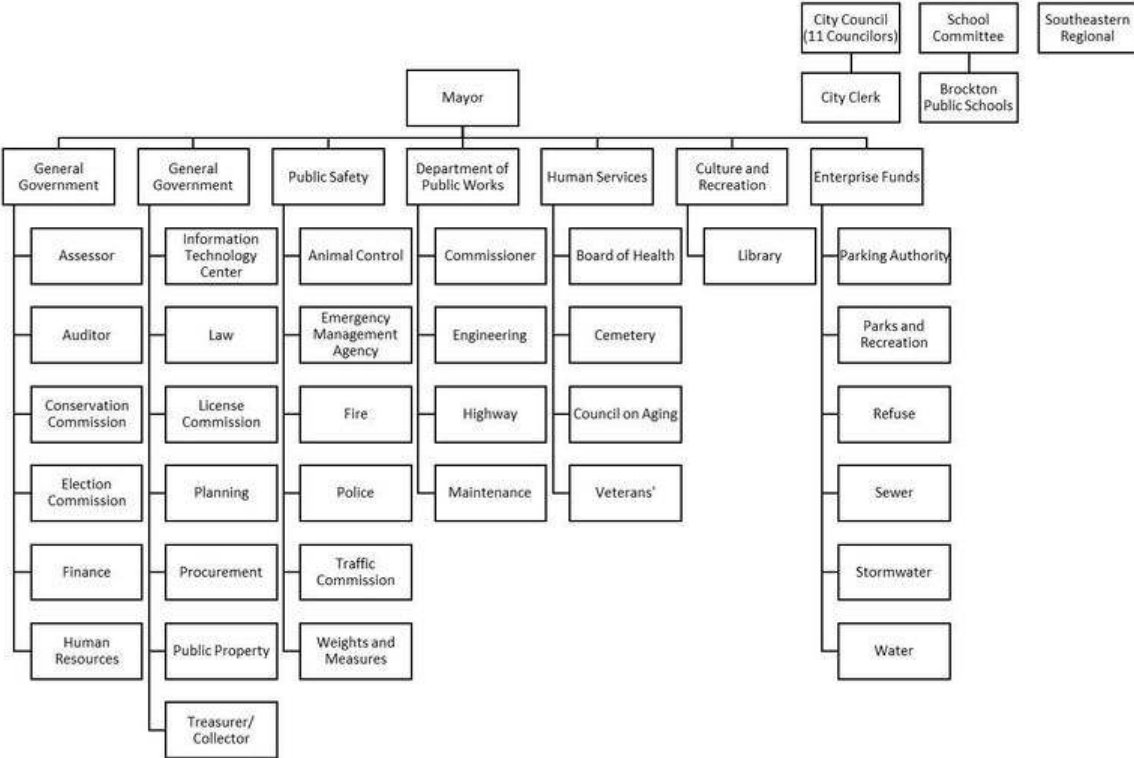 City Council
(11 Councilors)
School
Committee
Southeastern
Regional
City Clerk
Brockton
Public Schools
Mayor
General
Government
General
Government
Public Safety
Department of
Public Works
Human Services
Culture and
Recreation
Enterprise Funds
Assessor
Auditor
Conservation
Commission
Election
Commission
Finance
Human
Resources
Information
Technology
Center
Law
License
Commission
Planning
Procurement
Public Property
Treasurer/
Collector
Animal Control
Emergency
Management
Agency
Fire
Police
Traffic
Commission
Weights and
Measures
Commissioner
Engineering
Highway
Maintenance
Board of Health
Cemetery
Council on Aging
Veterans'
Library
Parking Authority
Parks and
Recreation
Refuse
Sewer
Stormwater
Water